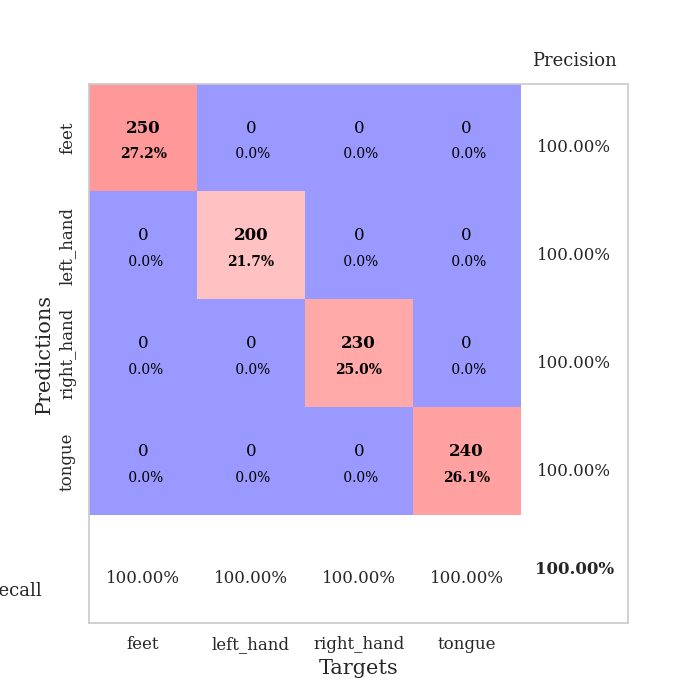 Precision
feet
250 0 0 0
27.2% 0.0% 0.0% 0.0%
100.00%
left_hand
0 200 0 0
0.0% 21.7% 0.0% 0.0%
100.00%
Predictions
right_hand
0 0 230 0
0.0% 0.0% 25.0% 0.0%
100.00%
tongue
0 0 0 240
0.0% 0.0% 0.0% 26.1%
100.00%
ecall
100.00% 100.00% 100.00% 100.00% 100.00%
feet left_hand right_hand tongue
Targets